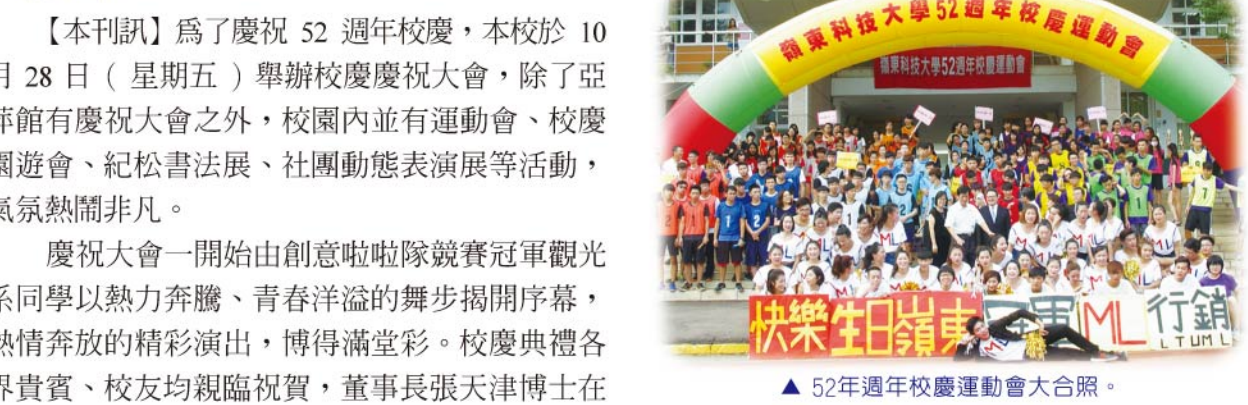 【本刊訊】為了慶祝 52 週年校慶，本校於 10
月 28 日（星期五）舉辦校慶慶祝大會，除了亞
萍館有慶祝大會之外，校園內並有運動會、校慶
園遊會、紀松書法展、社團動態表演展等活動，
氣氛熱鬧非凡。
慶祝大會一開始由創意啦啦隊競賽冠軍觀光
系同學以熱力奔騰、青春洋溢的舞步揭開序幕，
熱情奔放的精彩演出，博得滿堂彩。校慶典禮各
界貴賓、校友均親臨祝賀，董事長張天津博士在
嶺東科技大學52週年校慶運動會
嶺東科技大學52週年校慶運動會
快樂生日嶺東 冠軍 ML 行銷
LTUML
▲ 52年週年校慶運動會大合照。